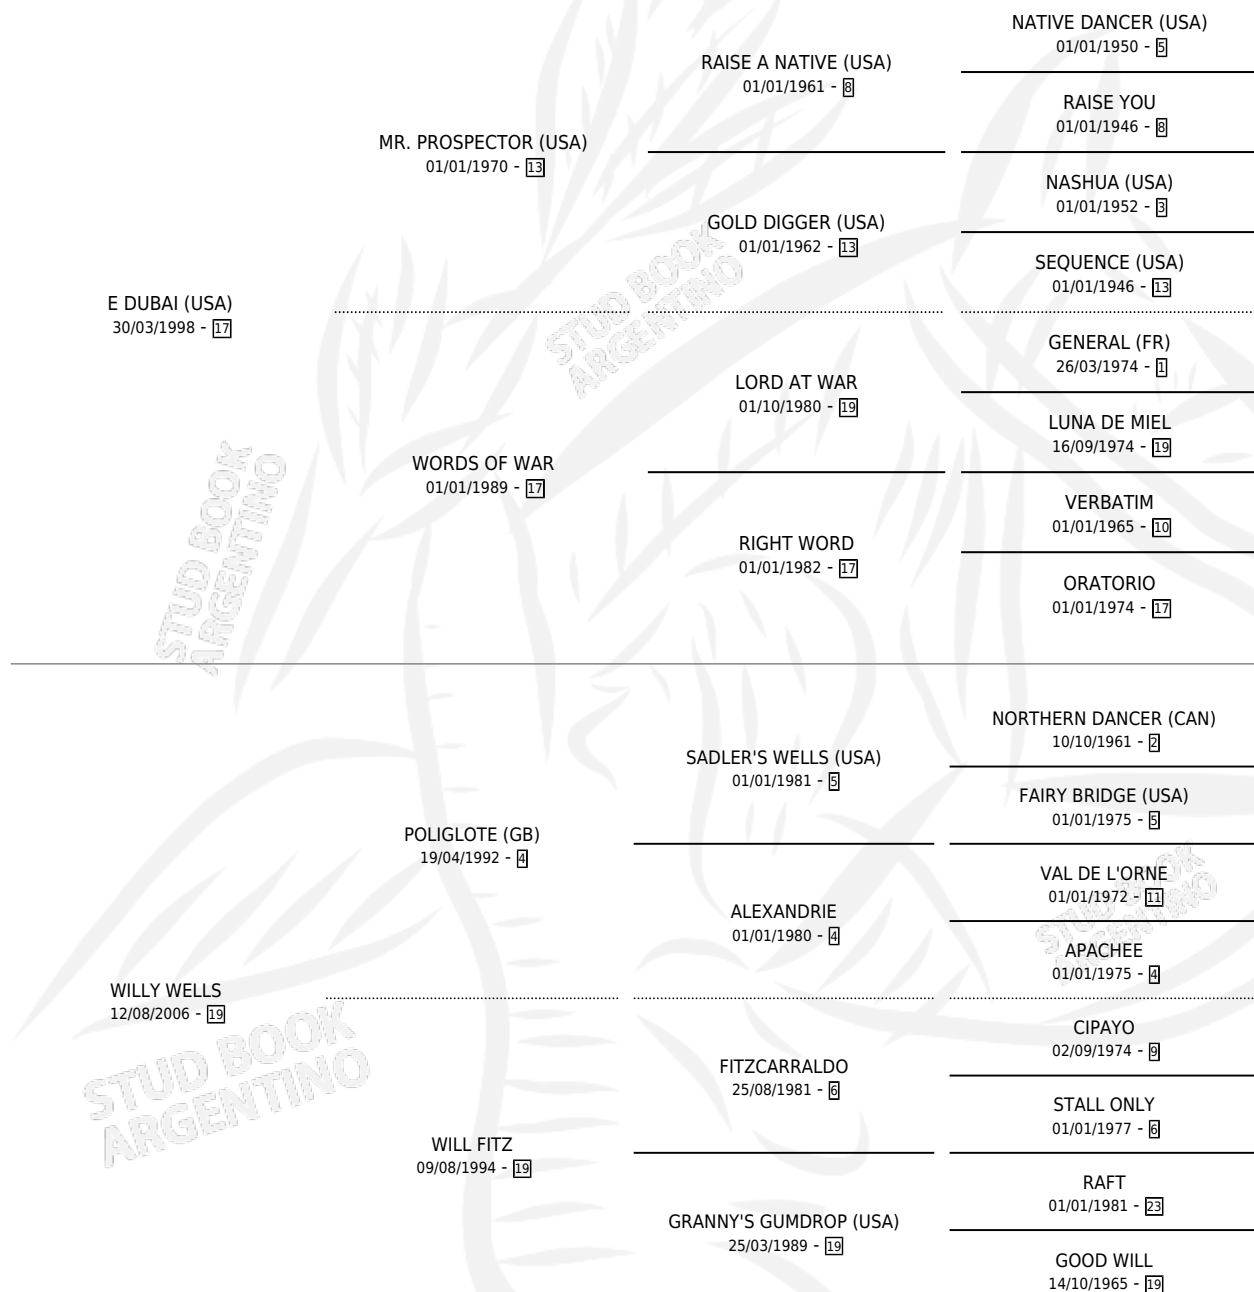 NATIVE DANCER (USA)
01/01/1950 - 5
RAISE A NATIVE (USA)
01/01/1961 - 8
RAISE YOU
01/01/1946 - 8
MR. PROSPECTOR (USA)
01/01/1970 - 13
NASHUA (USA)
01/01/1952 - 3
GOLD DIGGER (USA)
01/01/1962 - 13
SEQUENCE (USA)
01/01/1946 - 13
E DUBAI (USA)
30/03/1998 - 17
GENERAL (FR)
26/03/1974 - 1
LORD AT WAR
01/10/1980 - 19
LUNA DE MIEL
16/09/1974 - 19
WORDS OF WAR
01/01/1989 - 17
VERBATIM
01/01/1965 - 10
RIGHT WORD
01/01/1982 - 17
ORATORIO
01/01/1974 - 17
NORTHERN DANCER (CAN)
10/10/1961 - 2
SADLER'S WELLS (USA)
01/01/1981 - 5
FAIRY BRIDGE (USA)
01/01/1975 - 5
POLIGLOTE (GB)
19/04/1992 - 4
VAL DE L'ORNE
01/01/1972 - 11
ALEXANDRIE
01/01/1980 - 4
APACHEE
01/01/1975 - 4
WILLY WELLS
12/08/2006 - 19
CIPAYO
02/09/1974 - 9
FITZCARRALDO
25/08/1981 - 6
STALL ONLY
01/01/1977 - 6
WILL FITZ
09/08/1994 - 19
RAFT
01/01/1981 - 23
GRANNY'S GUMDROP (USA)
25/03/1989 - 19
GOOD WILL
14/10/1965 - 19
STUD BOOK
ARGENTINO
STUD BOOK
ARGENTINO
STUD BOOK
ARGENTINO
STUD BOOK
ARGENTINO